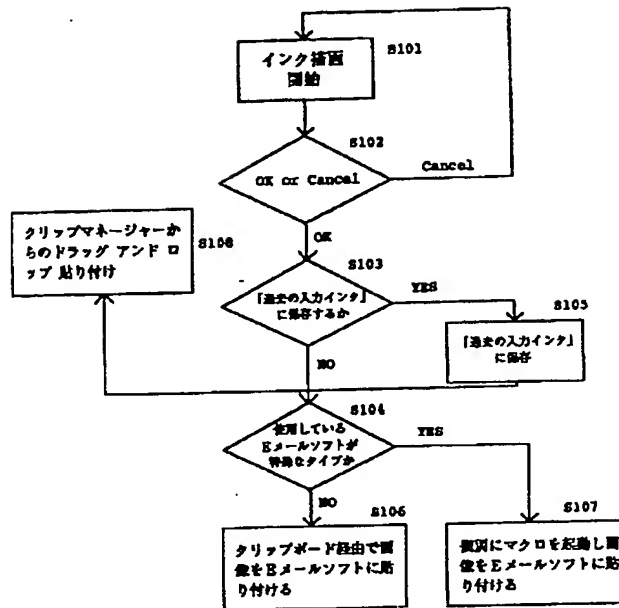 インク描画
開始
S101
S102
OK or Cancel
Cancel
OK
クリップマネージャーか
らのドラッグ アンド ロ
ップ 貼り付け
S108
S103
『過去の入力インク』
に保存するか
YES
S105
『過去の入力インク』
に保存
NO
S104
使用している
Eメールソフトが
特殊なタイプか
YES
NO
S106
クリップボード経由で画
像をEメールソフトに貼
り付ける
S107
個別にマクロを起動し画
像をEメールソフトに貼
り付ける